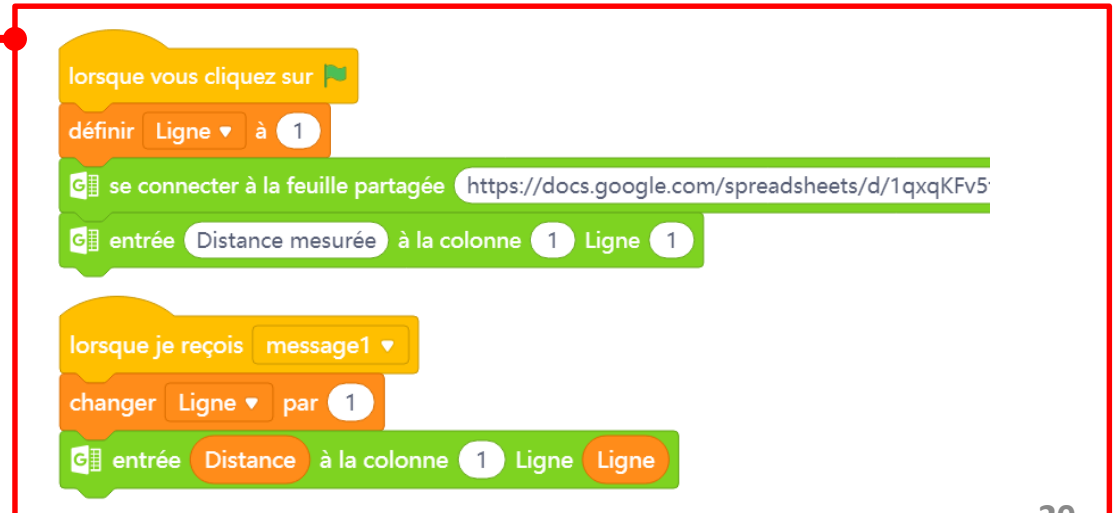 lorsque vous cliquez sur
définir Ligne ▾ à 1
se connecter à la feuille partagée https://docs.google.com/spreadsheets/d/1qxqKFv5
entrée Distance mesurée à la colonne 1 Ligne 1
lorsque je reçois message1 ▾
changer Ligne ▾ par 1
entrée Distance à la colonne 1 Ligne Ligne